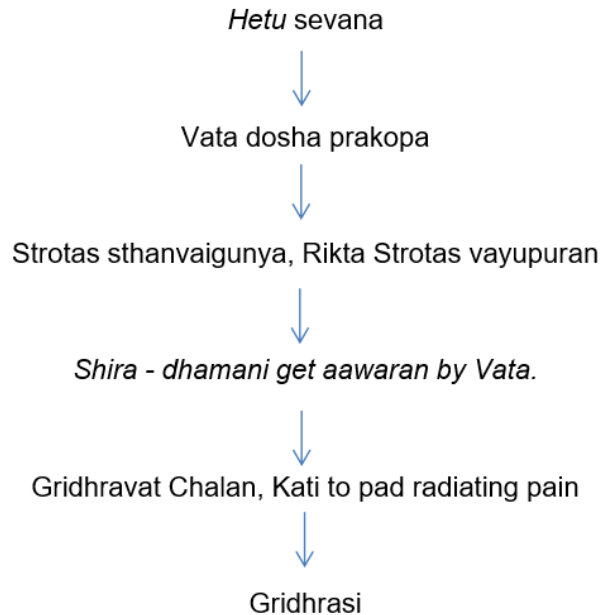 Hetu sevana
Vata dosha prakopa
Strotas sthanvaigunya, Rikta Strotas vayupuran
Shira - dhamani get aawaran by Vata.
Gridhravat Chalan, Kati to pad radiating pain
Gridhrasi